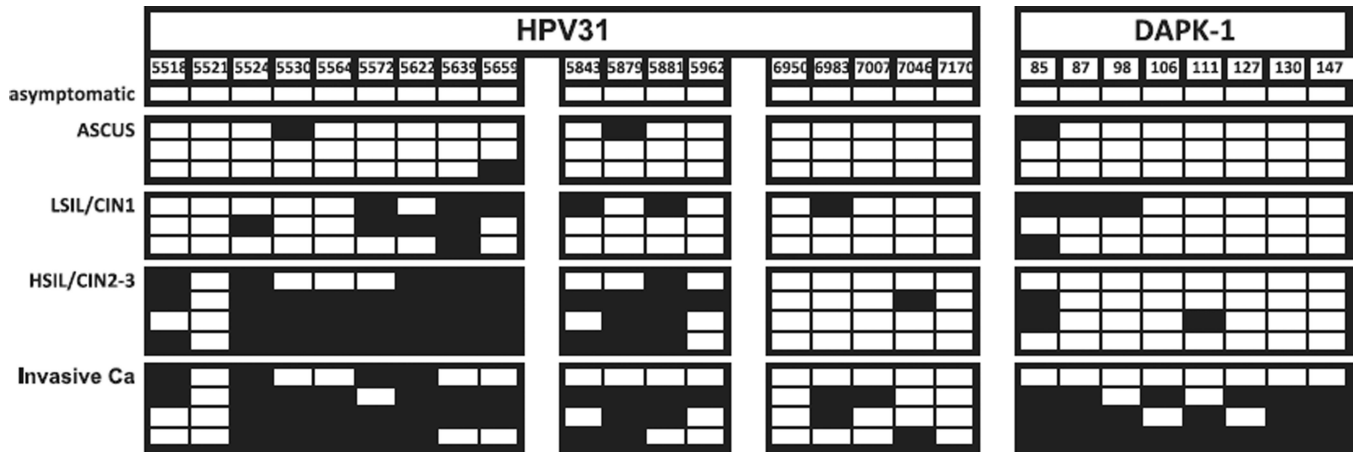 HPV31 DAPK-1
5518 5521 5524 5530 5564 5572 5622 5639 5659 5843 5879 5881 5962 6950 6983 7007 7046 7170 85 87 98 106 111 127 130 147
asymptomatic
ASCUS
LSIL/CIN1
HSIL/CIN2-3
Invasive Ca